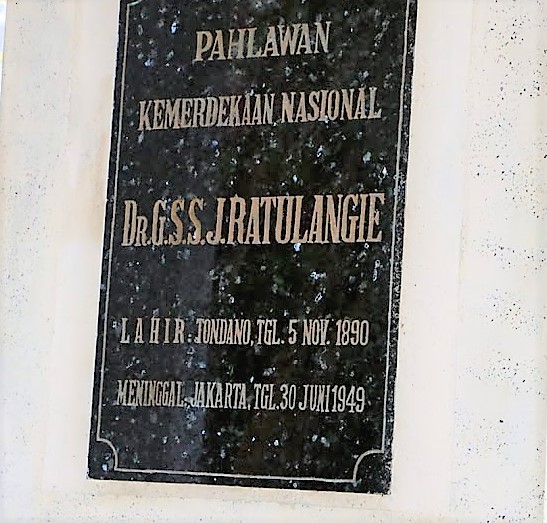 PAHLAWAN
KEMERDEKAAN NASIONAL
DR.G.S.S.J.RATULANGIE
LAHIR: TONDANO, TGL. 5 NOV. 1890
MENINGGAL: JAKARTA, TGL. 30 JUNI 1949